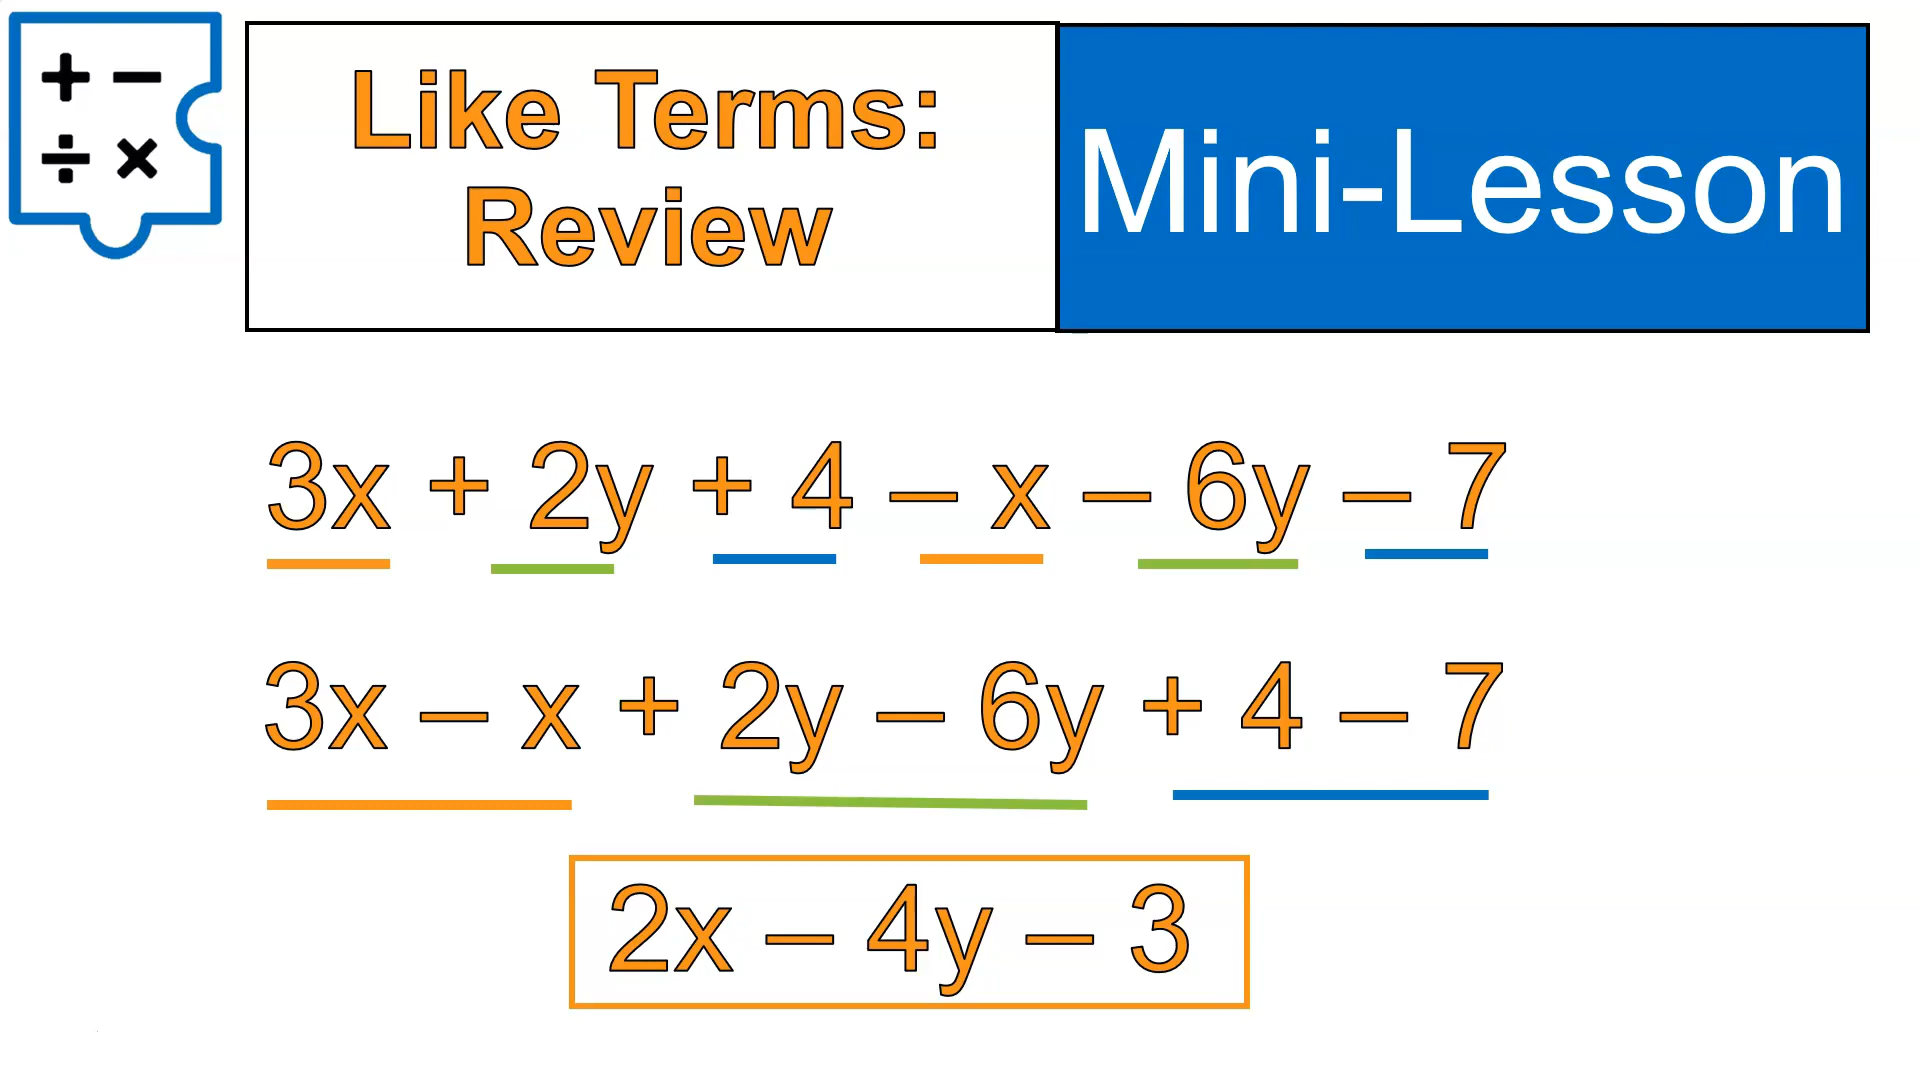 + −
÷ ×
Like Terms:
Review
Mini-Lesson
3x + 2y + 4 – x – 6y – 7
3x – x + 2y – 6y + 4 – 7
2x – 4y – 3